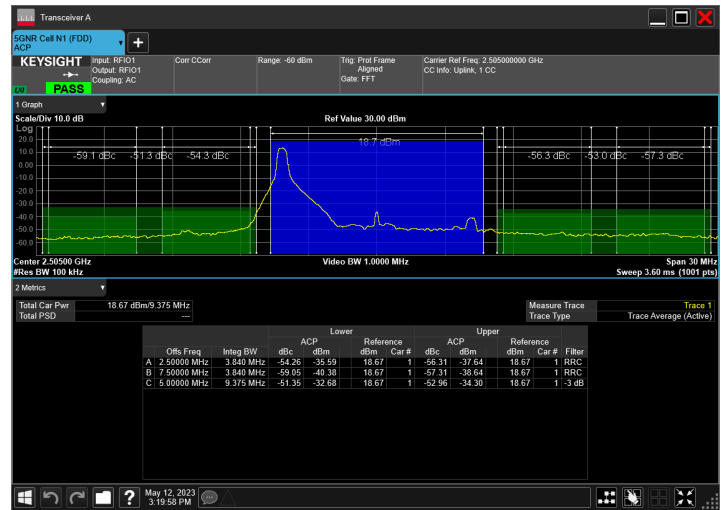 Transceiver A
5GNR Cell N1 (FDD)
ACP
KEYSIGHT
LXI
PASS
Input: RFIO1
Output: RFIO1
Coupling: AC
Corr CCorr
Range: -60 dBm
Trig: Prot Frame
Aligned
Gate: FFT
Carrier Ref Freq: 2.505000000 GHz
CC Info: Uplink, 1 CC
1 Graph
Scale/Div 10.0 dB
Ref Value 30.00 dBm
Log
20.0
10.0
0.00
-10.0
-20.0
-30.0
-40.0
-50.0
-60.0
-59.1 dBc -51.3 dBc -54.3 dBc 18.7 dBm -56.3 dBc -53.0 dBc -57.3 dBc
Center 2.50500 GHz Video BW 1.0000 MHz Span 30 MHz
#Res BW 100 kHz Sweep 3.60 ms (1001 pts)
2 Metrics
Total Car Pwr 18.67 dBm/9.375 MHz Measure Trace Trace 1
Total PSD --- Trace Type Trace Average (Active)
Lower Upper
ACP Reference ACP Reference
Offs Freq Integ BW dBc dBm dBm Car # dBc dBm dBm Car # Filter
A 2.50000 MHz 3.840 MHz -54.26 -35.59 18.67 1 -56.31 -37.64 18.67 1 RRC
B 7.50000 MHz 3.840 MHz -59.05 -40.38 18.67 1 -57.31 -38.64 18.67 1 RRC
C 5.00000 MHz 9.375 MHz -51.35 -32.68 18.67 1 -52.96 -34.30 18.67 1 -3 dB
May 12, 2023
3:19:58 PM